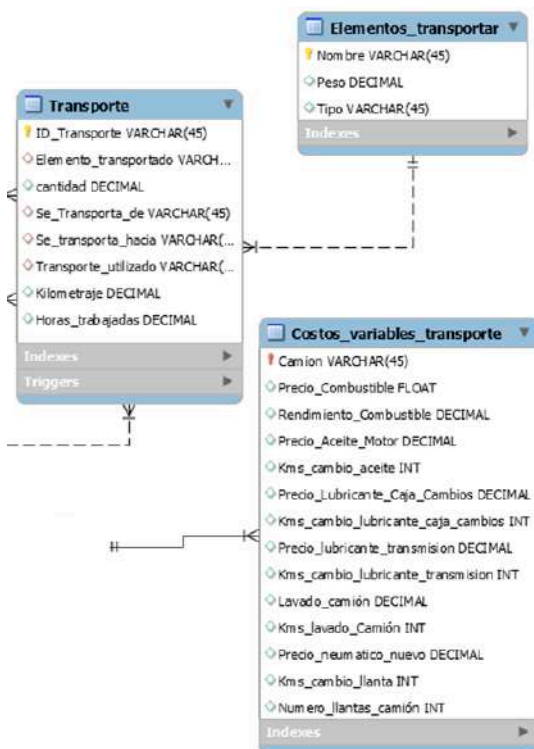 Elementos_transportar
Nombre VARCHAR(45)
Peso DECIMAL
Tipo VARCHAR(45)
Indexes
Transporte
ID_Transporte VARCHAR(45)
Elemento_transportado VARCH...
cantidad DECIMAL
Se_Transporta_de VARCHAR(45)
Se_transporta_hacia VARCHAR(...
Transporte_utilizado VARCHAR(...
Kilometraje DECIMAL
Horas_trabajadas DECIMAL
Indexes
Triggers
Costos_variables_transporte
Camion VARCHAR(45)
Precio_Combustible FLOAT
Rendimiento_Combustible DECIMAL
Precio_Aceite_Motor DECIMAL
Kms_cambio_aceite INT
Precio_Lubricante_Caja_Cambios DECIMAL
Kms_cambio_lubricante_caja_cambios INT
Precio_lubricante_transmision DECIMAL
Kms_cambio_lubricante_transmision INT
Lavado_camión DECIMAL
Kms_lavado_Camión INT
Precio_neumatico_nuevo DECIMAL
Kms_cambio_llanta INT
Numero_llantas_camión INT
Indexes